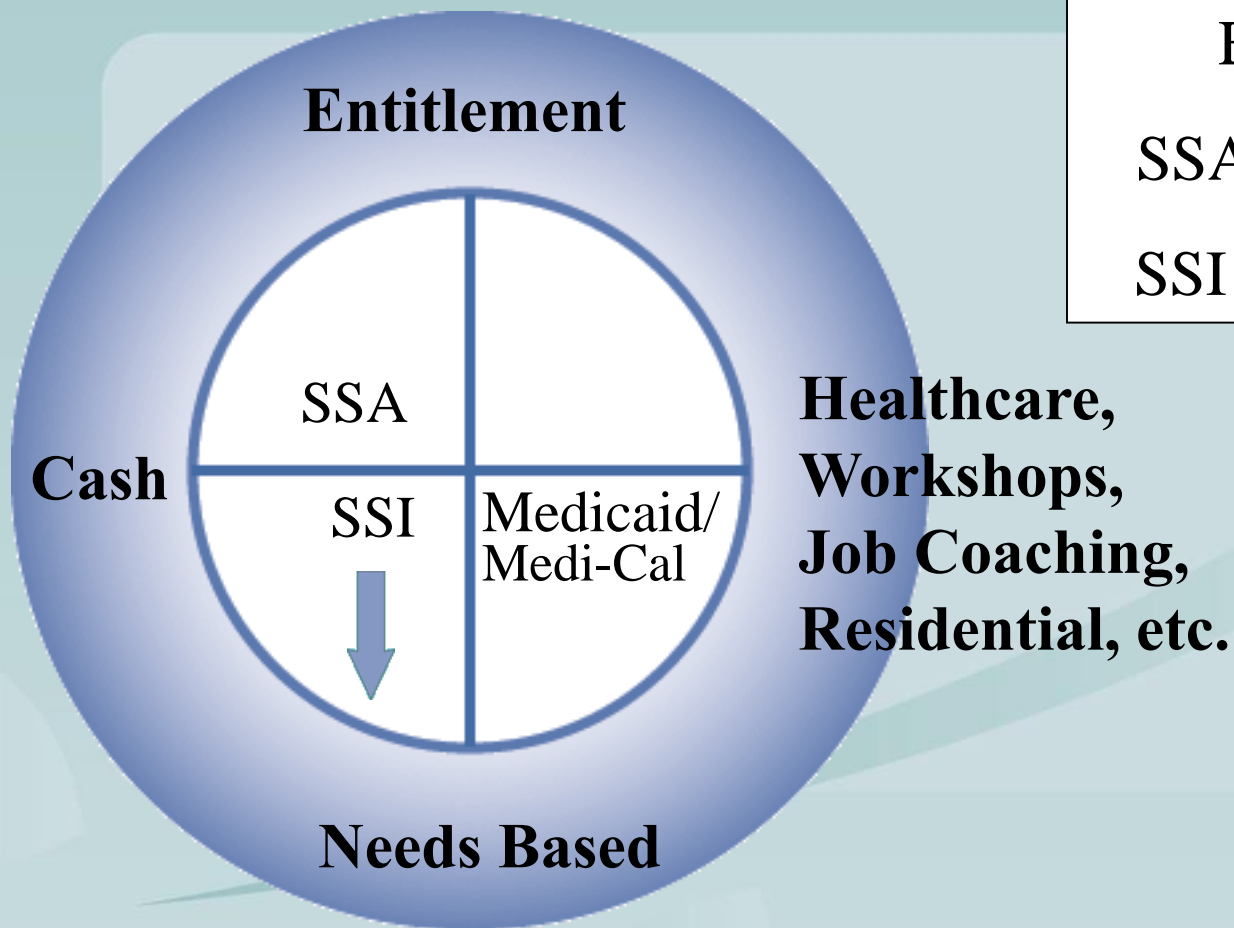 Entitlement
SSA
SSI
SSA
Cash
SSI
Medicaid/
Medi-Cal
Healthcare,
Workshops,
Job Coaching,
Residential, etc.
Needs Based